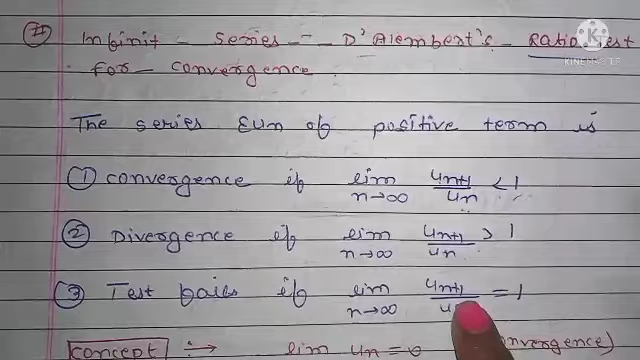 # Infinit - Series - D'Alembert's - Ratio Test
For - convergence.
The series Σun of positive term is
① convergence if lim n→∞ un+1/un < 1
② Divergence if lim n→∞ un+1/un > 1
③ Test fails if lim n→∞ un+1/un = 1
concept ÷→ lim un = 0 convergence)